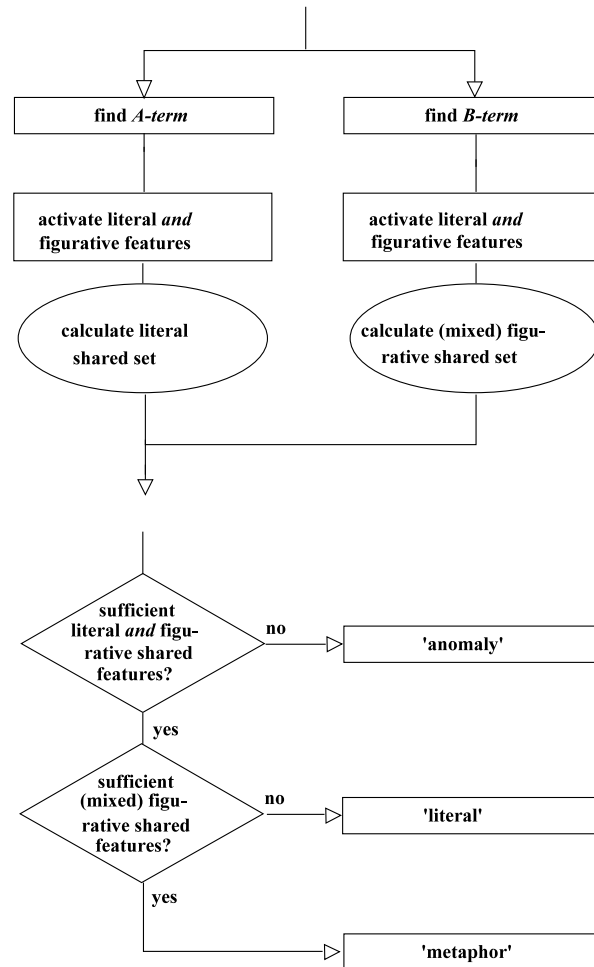 find A-term
find B-term
activate literal and
figurative features
activate literal and
figurative features
calculate literal
shared set
calculate (mixed) figu-
rative shared set
sufficient
literal and figu-
rative shared
features?
no
'anomaly'
yes
sufficient
(mixed) figu-
rative shared
features?
no
'literal'
yes
'metaphor'